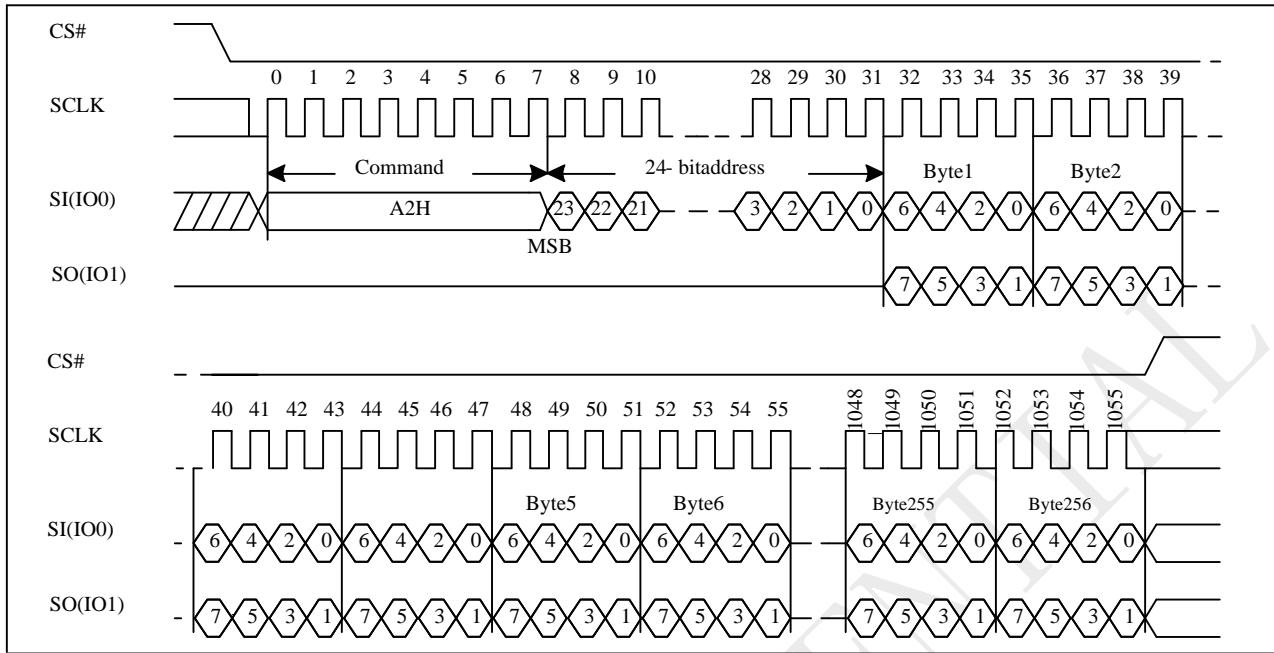 CS#
0 1 2 3 4 5 6 7 8 9 10 28 29 30 31 32 33 34 35 36 37 38 39
SCLK
Command 24- bitaddress Byte1 Byte2
SI(IO0) A2H 23 22 21 3 2 1 0 6 4 2 0 6 4 2 0
MSB
SO(IO1) 7 5 3 1 7 5 3 1
CS#
40 41 42 43 44 45 46 47 48 49 50 51 52 53 54 55 1048 1049 1050 1051 1052 1053 1054 1055
SCLK
Byte5 Byte6 Byte255 Byte256
SI(IO0) 6 4 2 0 6 4 2 0 6 4 2 0 6 4 2 0 6 4 2 0 6 4 2 0
SO(IO1) 7 5 3 1 7 5 3 1 7 5 3 1 7 5 3 1 7 5 3 1 7 5 3 1
ENTIAL